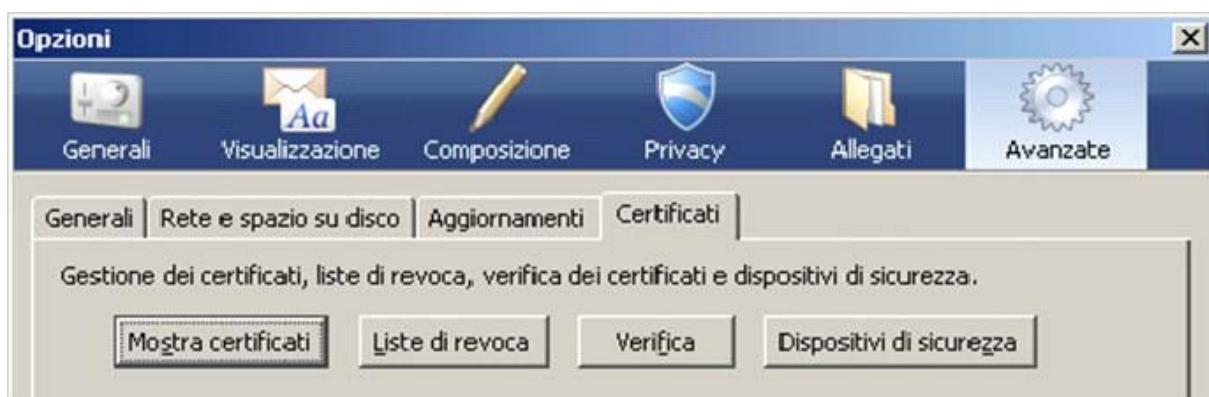 Opzioni
Aa
Generali Visualizzazione Composizione Privacy Allegati Avanzate
Generali Rete e spazio su disco Aggiornamenti Certificati
Gestione dei certificati, liste di revoca, verifica dei certificati e dispositivi di sicurezza.
Mostra certificati Liste di revoca Verifica Dispositivi di sicurezza